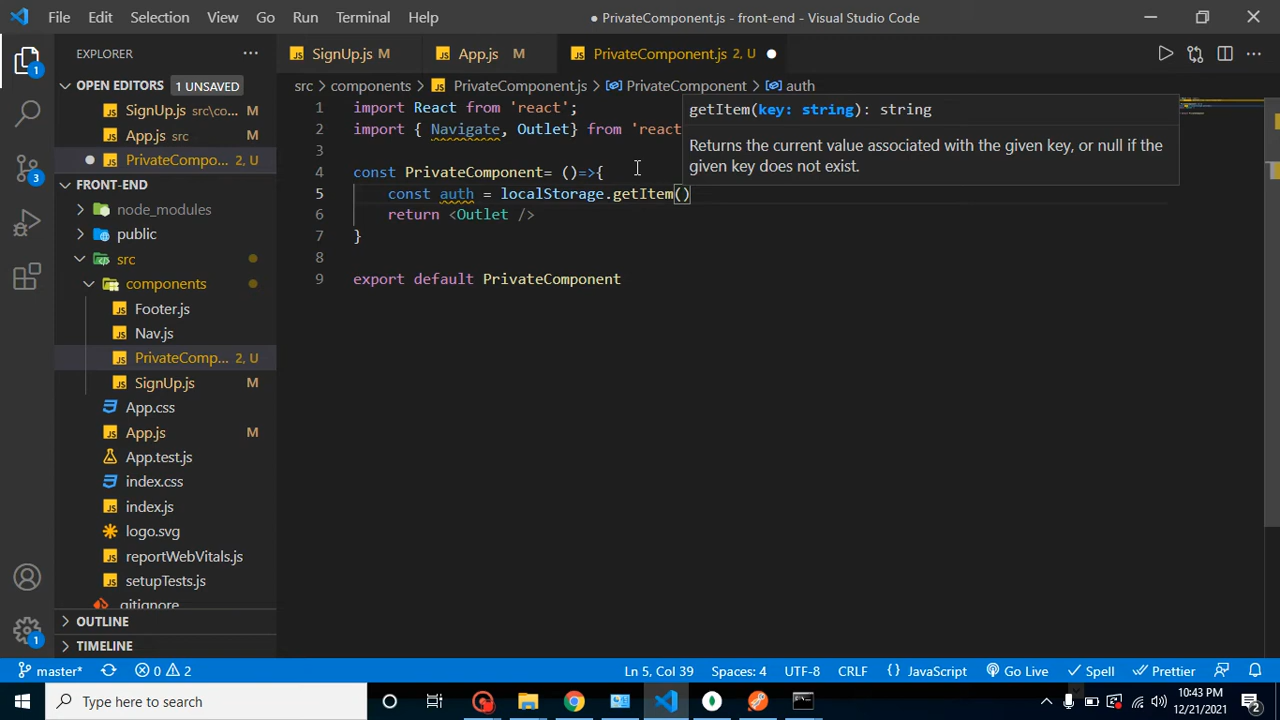 File Edit Selection View Go Run Terminal Help
● PrivateComponent.js - front-end - Visual Studio Code
EXPLORER ···
SignUp.js M App.js M PrivateComponent.js 2, U ●
OPEN EDITORS 1 UNSAVED
SignUp.js src\co... M
App.js src M
● PrivateCompo... 2, U
FRONT-END
node_modules
public
src
components
Footer.js
Nav.js
PrivateComp... 2, U
SignUp.js M
App.css
App.js M
App.test.js
index.css
index.js
logo.svg
reportWebVitals.js
setupTests.js
.gitignore
OUTLINE
TIMELINE
src > components > PrivateComponent.js > PrivateComponent > auth
1 import React from 'react';
2 import { Navigate, Outlet} from 'react
3
4 const PrivateComponent= ()=>{
5 const auth = localStorage.getItem()
6 return <Outlet />
7 }
8
9 export default PrivateComponent
getItem(key: string): string
Returns the current value associated with the given key, or null if the
given key does not exist.
1
3
1
master* 0 2 Ln 5, Col 39 Spaces: 4 UTF-8 CRLF {} JavaScript Go Live Spell Prettier
Type here to search
10:43 PM
12/21/2021
2